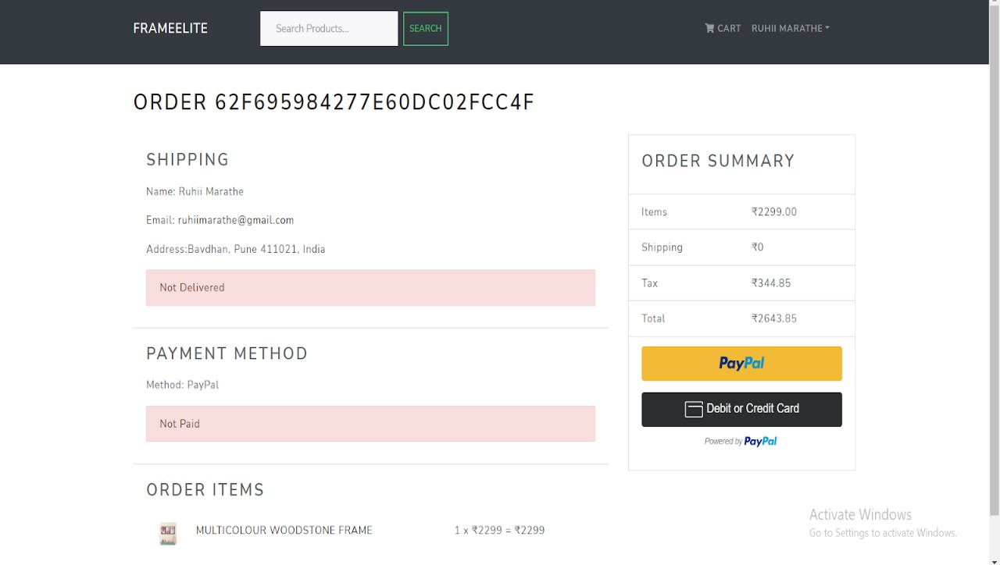 FRAMEELITE
Search Products...
SEARCH
CART
RUHII MARATHE
ORDER 62F695984277E60DC02FCC4F
SHIPPING
Name: Ruhii Marathe
Email: ruhiimarathe@gmail.com
Address:Bavdhan, Pune 411021, India
Not Delivered
PAYMENT METHOD
Method: PayPal
Not Paid
ORDER ITEMS
MULTICOLOUR WOODSTONE FRAME
1 x ₹2299 = ₹2299
ORDER SUMMARY
Items ₹2299.00
Shipping ₹0
Tax ₹344.85
Total ₹2643.85
PayPal
Debit or Credit Card
Powered by PayPal
Activate Windows
Go to Settings to activate Windows.